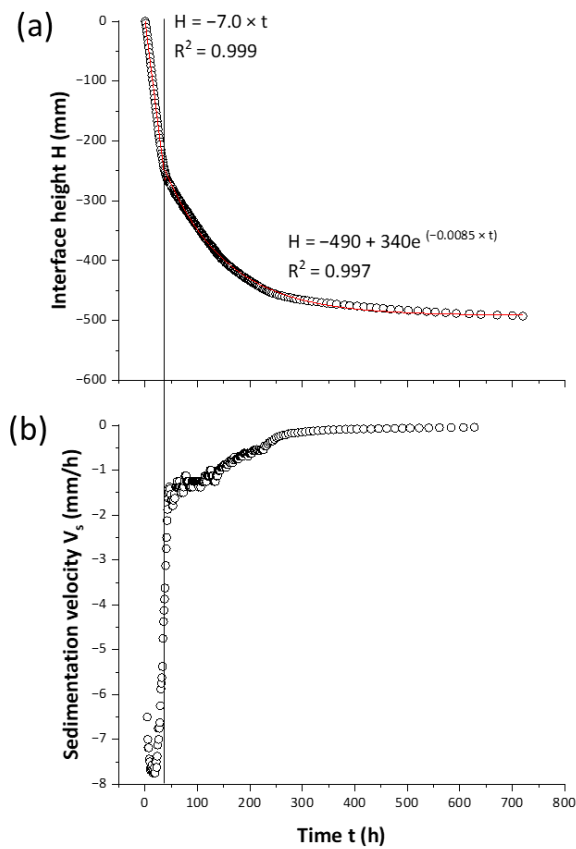 (a)
H = −7.0 × t
R² = 0.999
0
−100
−200
−300
−400
−500
−600
Interface height H (mm)
H = −490 + 340e (−0.0085 × t)
R² = 0.997
(b)
0
−1
−2
−3
−4
−5
−6
−7
−8
Sedimentation velocity Vs (mm/h)
0 100 200 300 400 500 600 700 800
Time t (h)